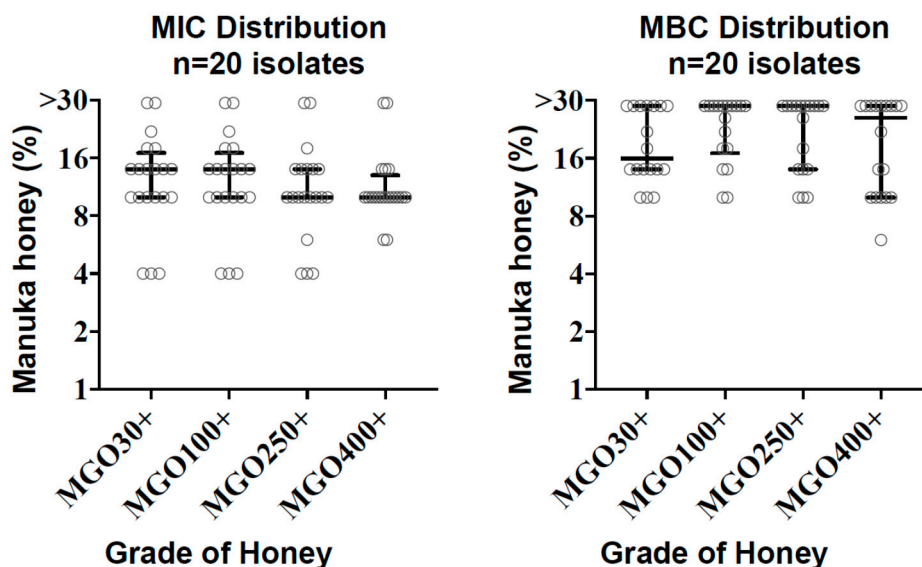 MIC Distribution
n=20 isolates
Manuka honey (%)
>30
16
8
4
2
1
MGO30+
MGO100+
MGO250+
MGO400+
Grade of Honey
MBC Distribution
n=20 isolates
Manuka honey (%)
>30
16
8
4
2
1
MGO30+
MGO100+
MGO250+
MGO400+
Grade of Honey